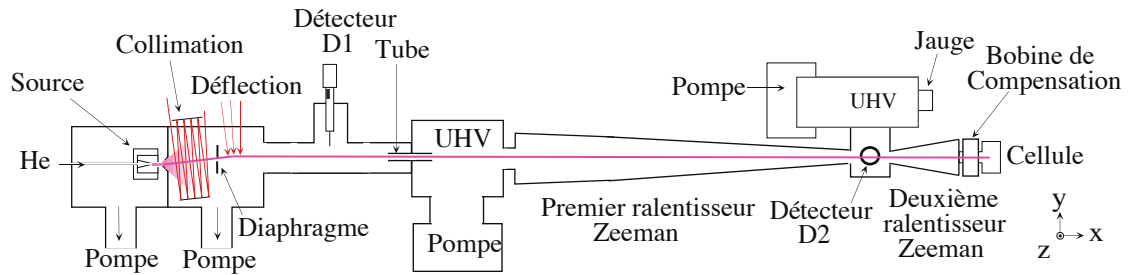 Détecteur
D1
Collimation
Tube
Source
Déflection
Jauge
Bobine de
Compensation
Pompe
UHV
UHV
He
Cellule
Diaphragme
Pompe
Pompe
Pompe
Premier ralentisseur
Zeeman
Détecteur
D2
Deuxième
ralentisseur
Zeeman
y
z
x